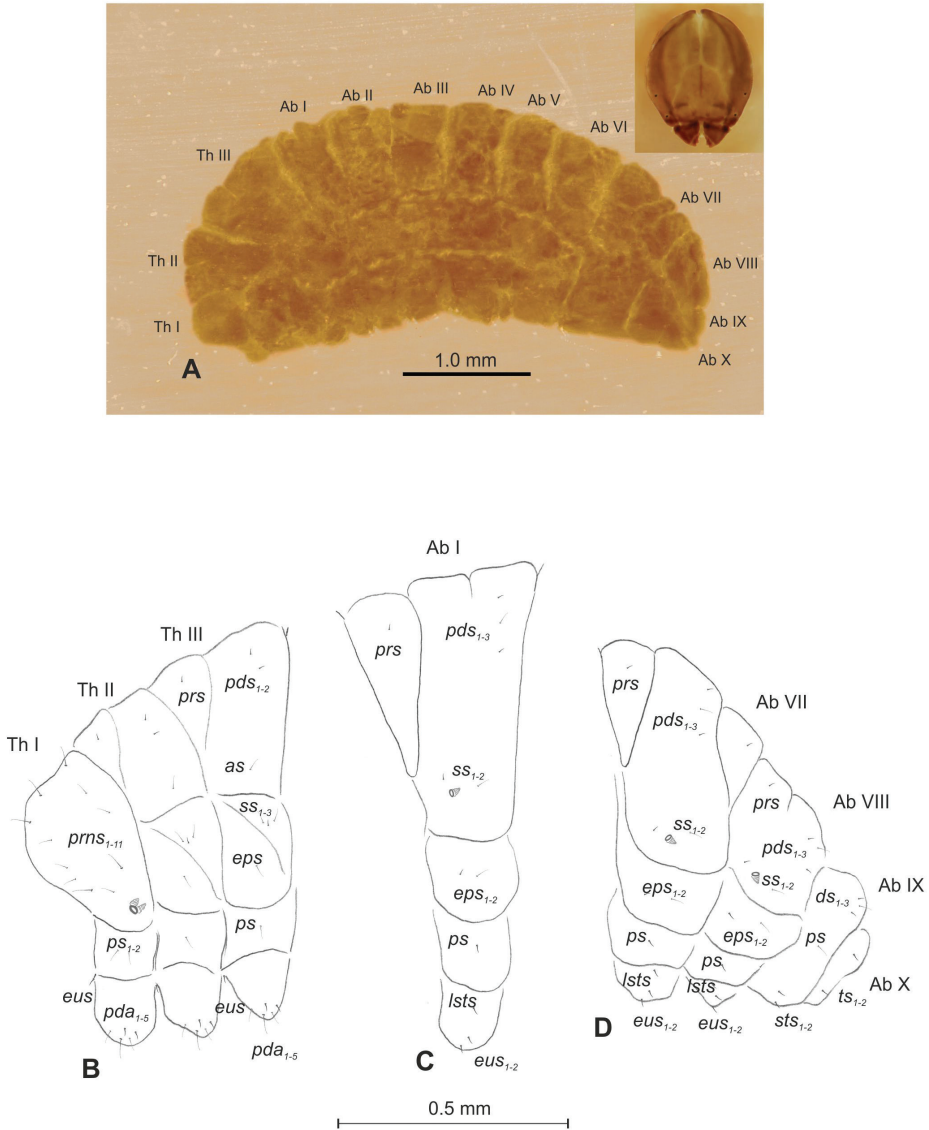 Ab I
Ab II
Ab III
Ab IV
Ab V
Ab VI
Th III
Ab VII
Th II
Ab VIII
Th I
Ab IX
Ab X
A
1.0 mm
Ab I
Th III
Th II
Th I
prs
pds1-2
as
ss1-3
prns1-11
eps
ps1-2
ps
eus
eus
pda1-5
pda1-5
B
prs
pds1-3
ss1-2
eps1-2
ps
lsts
eus1-2
C
prs
pds1-3
Ab VII
prs
Ab VIII
ss1-2
pds1-3
eps1-2
ss1-2
Ab IX
ds1-3
ps
eps1-2
ps
ps
lsts
lsts
Ab X
ts1-2
eus1-2
eus1-2
sts1-2
D
0.5 mm